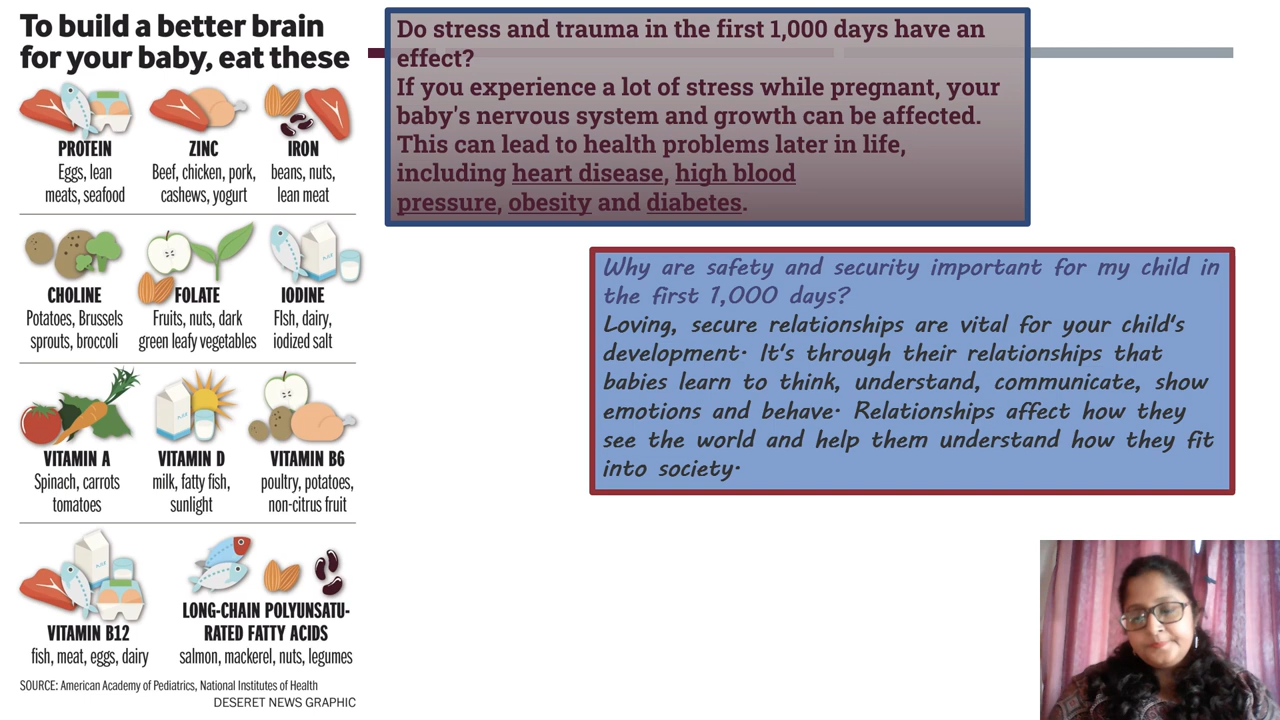 To build a better brain
for your baby, eat these
PROTEIN
Eggs, lean
meats, seafood
ZINC
Beef, chicken, pork,
cashews, yogurt
IRON
beans, nuts,
lean meat
CHOLINE
Potatoes, Brussels
sprouts, broccoli
FOLATE
Fruits, nuts, dark
green leafy vegetables
IODINE
FIsh, dairy,
iodized salt
VITAMIN A
Spinach, carrots
tomatoes
VITAMIN D
milk, fatty fish,
sunlight
VITAMIN B6
poultry, potatoes,
non-citrus fruit
VITAMIN B12
fish, meat, eggs, dairy
LONG-CHAIN POLYUNSATU-
RATED FATTY ACIDS
salmon, mackerel, nuts, legumes
SOURCE: American Academy of Pediatrics, National Institutes of Health
DESERET NEWS GRAPHIC
Do stress and trauma in the first 1,000 days have an
effect?
If you experience a lot of stress while pregnant, your
baby's nervous system and growth can be affected.
This can lead to health problems later in life,
including heart disease, high blood
pressure, obesity and diabetes.
Why are safety and security important for my child in
the first 1,000 days?
Loving, secure relationships are vital for your child's
development. It's through their relationships that
babies learn to think, understand, communicate, show
emotions and behave. Relationships affect how they
see the world and help them understand how they fit
into society.